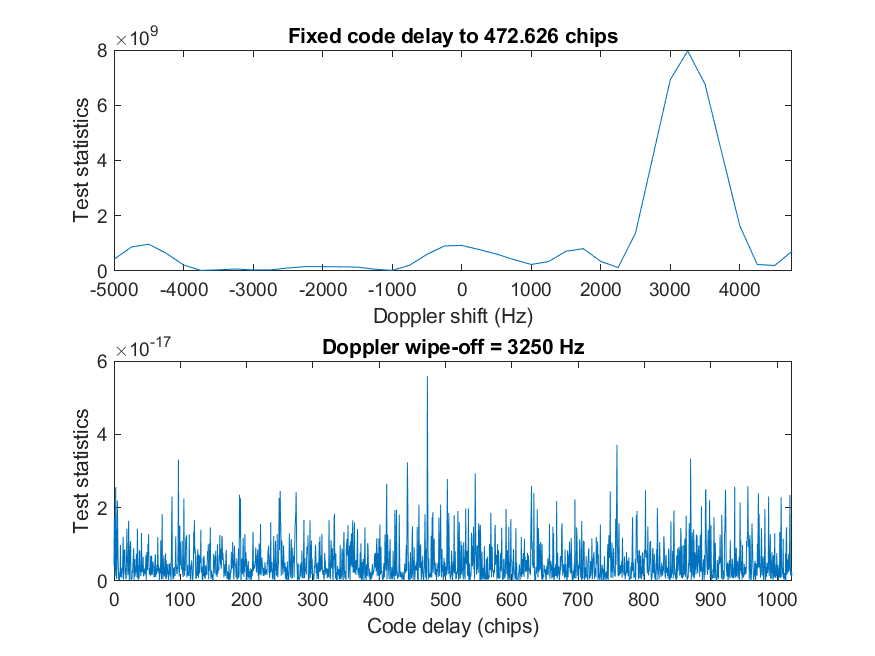 Fixed code delay to 472.626 chips
×10^9
8
6
4
2
0
Test statistics
-5000 -4000 -3000 -2000 -1000 0 1000 2000 3000 4000
Doppler shift (Hz)
Doppler wipe-off = 3250 Hz
×10^-17
6
4
2
0
Test statistics
0 100 200 300 400 500 600 700 800 900 1000
Code delay (chips)